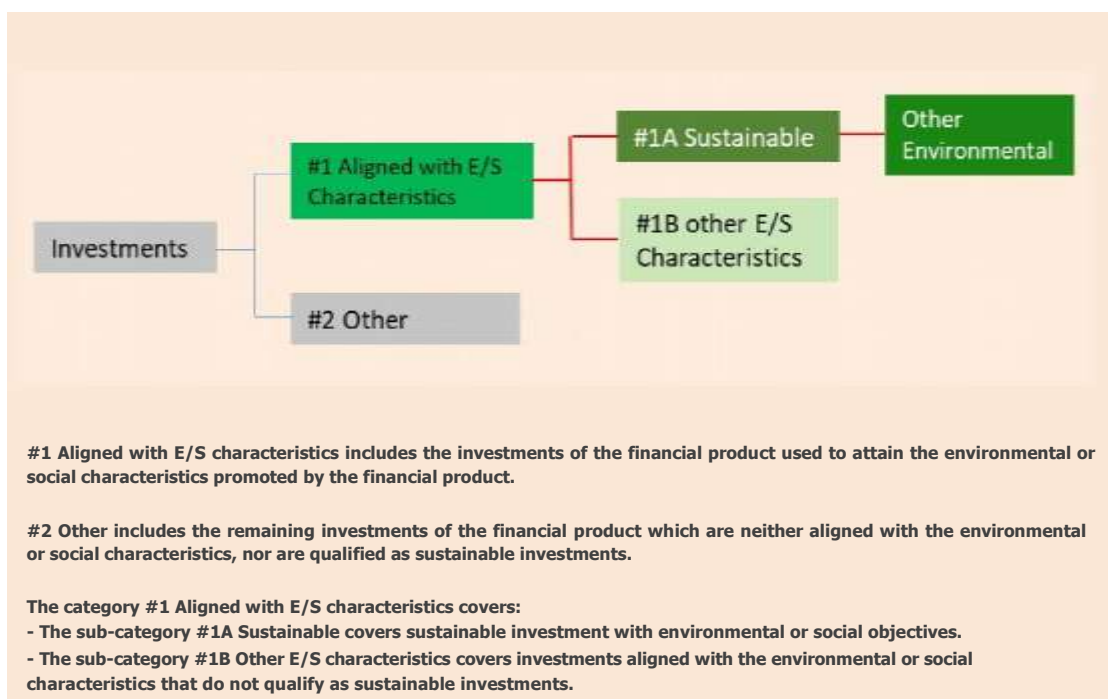 Investments
#1 Aligned with E/S
Characteristics
#2 Other
#1A Sustainable
#1B other E/S
Characteristics
Other
Environmental
#1 Aligned with E/S characteristics includes the investments of the financial product used to attain the environmental or
social characteristics promoted by the financial product.
#2 Other includes the remaining investments of the financial product which are neither aligned with the environmental
or social characteristics, nor are qualified as sustainable investments.
The category #1 Aligned with E/S characteristics covers:
- The sub-category #1A Sustainable covers sustainable investment with environmental or social objectives.
- The sub-category #1B Other E/S characteristics covers investments aligned with the environmental or social
characteristics that do not qualify as sustainable investments.